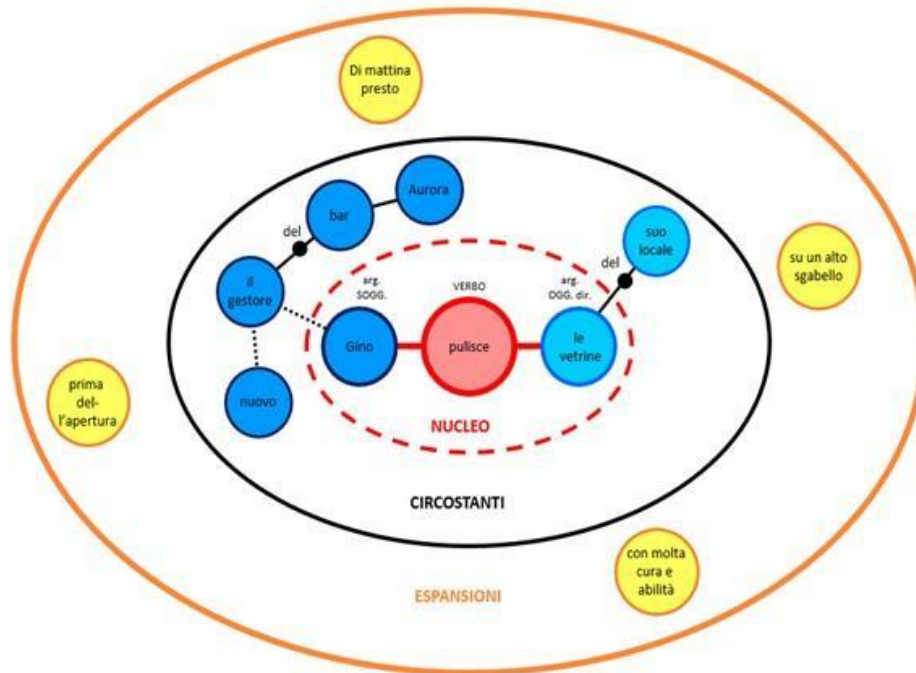 Di mattina
presto
Aurora
bar
del
suo
locale
del
su un alto
sgabello
il
gestore
arg.
SOGG.
VERBO
arg.
OGG. dir.
Gino
pulisce
le
vetrine
prima
del-
l'apertura
nuovo
NUCLEO
CIRCOSTANTI
con molta
cura e
abilità
ESPANSIONI